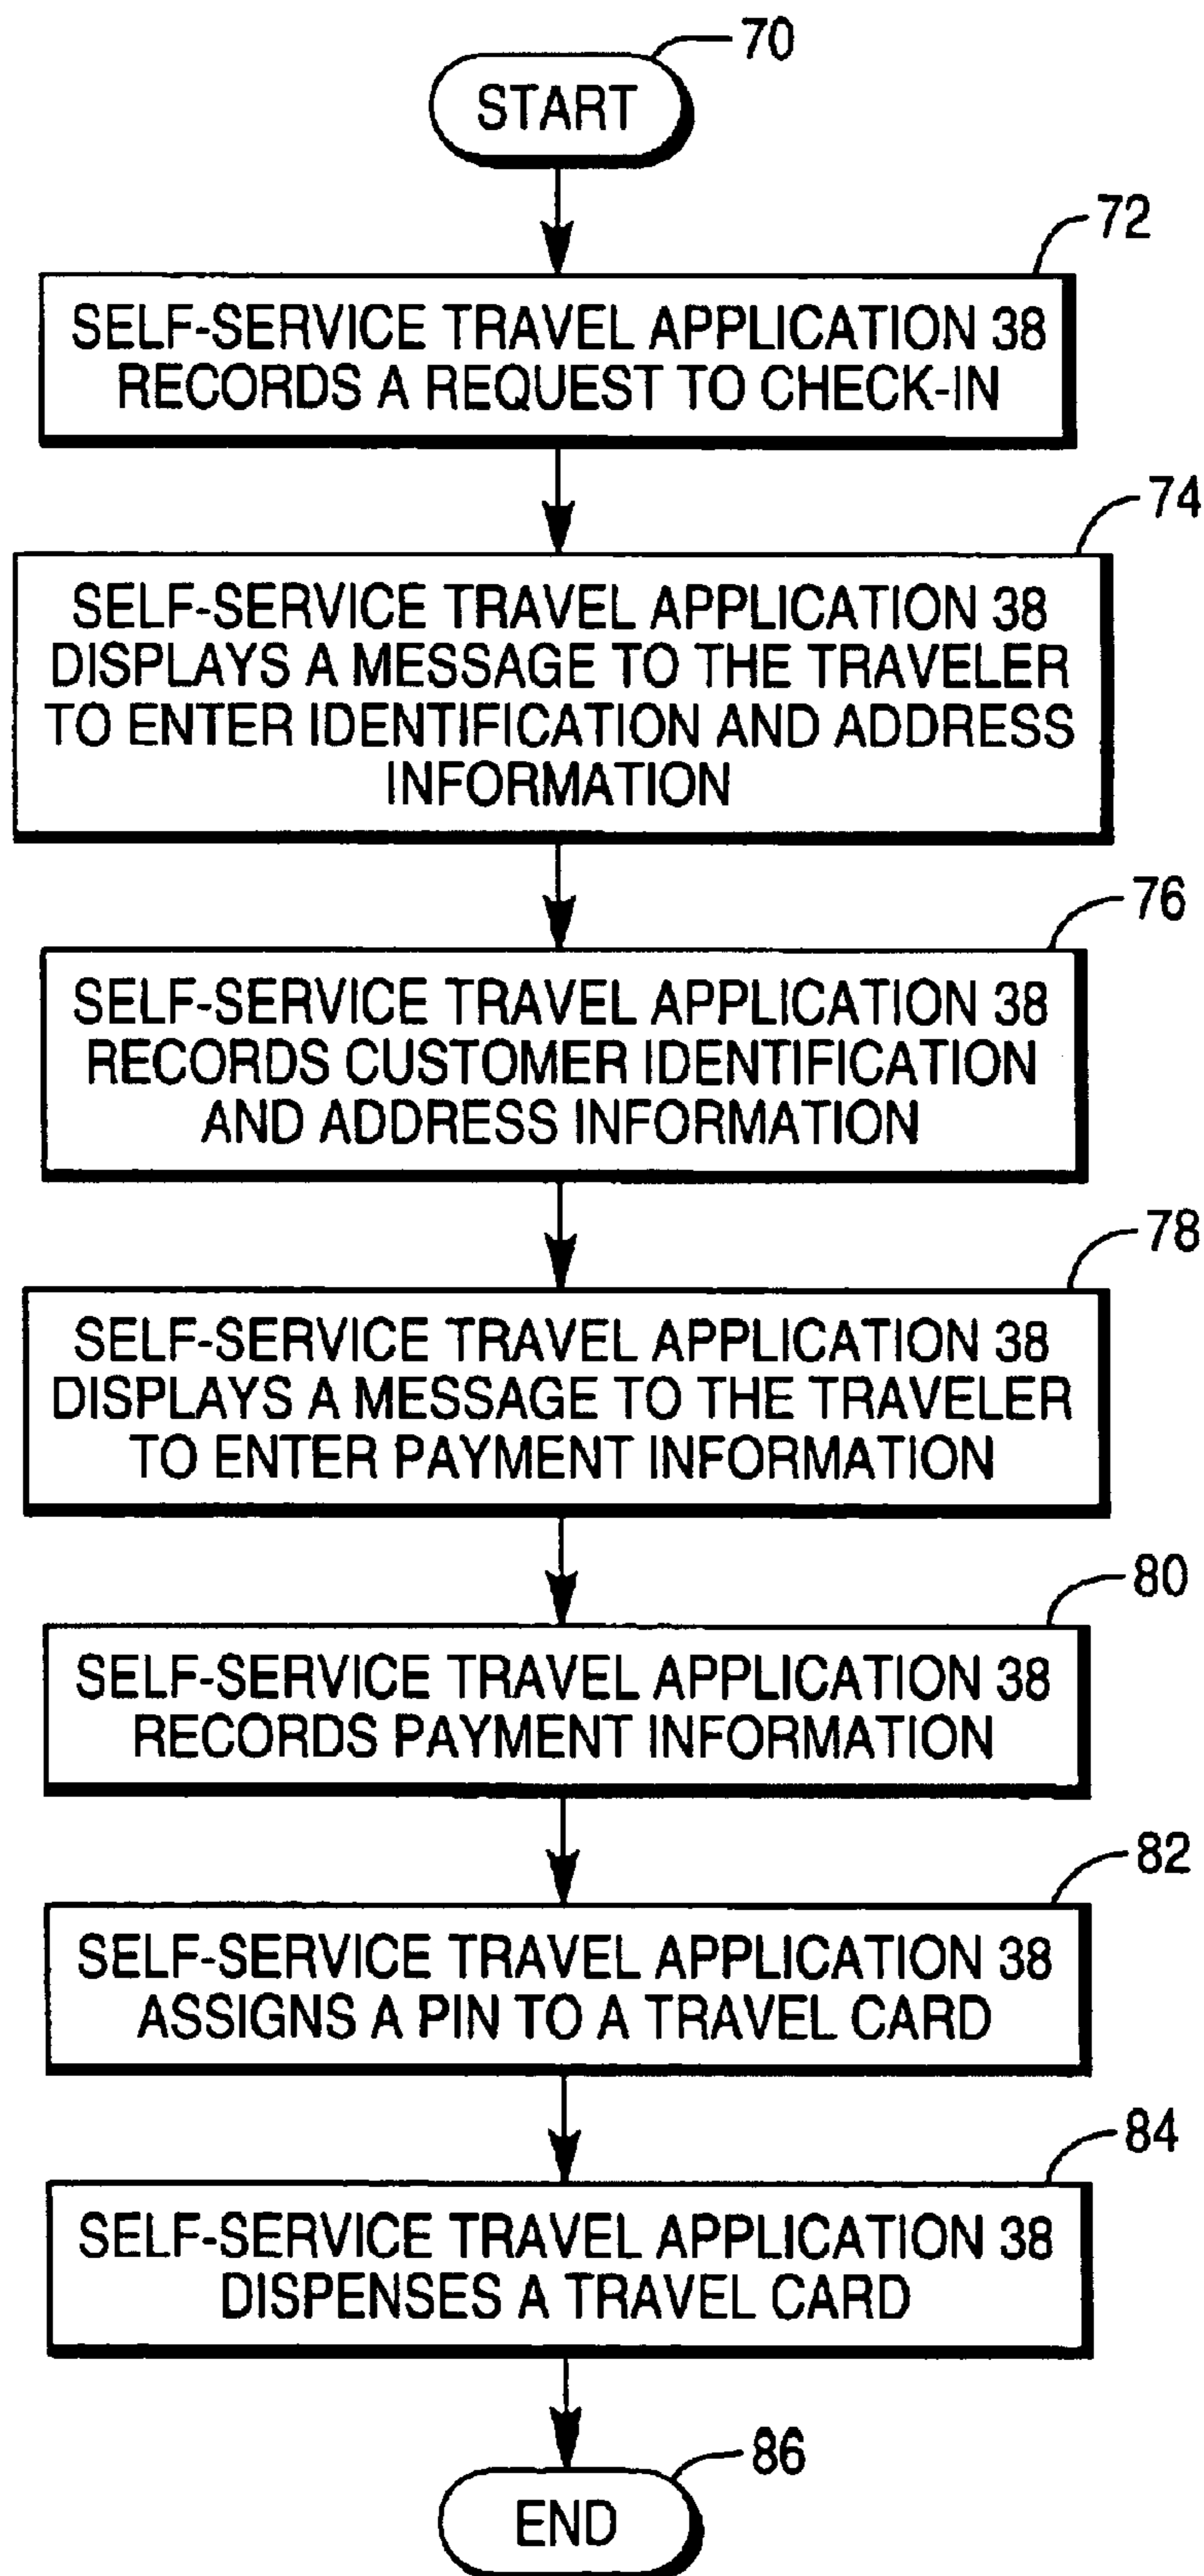 70
START
72
SELF-SERVICE TRAVEL APPLICATION 38
RECORDS A REQUEST TO CHECK-IN
74
SELF-SERVICE TRAVEL APPLICATION 38
DISPLAYS A MESSAGE TO THE TRAVELER
TO ENTER IDENTIFICATION AND ADDRESS
INFORMATION
76
SELF-SERVICE TRAVEL APPLICATION 38
RECORDS CUSTOMER IDENTIFICATION
AND ADDRESS INFORMATION
78
SELF-SERVICE TRAVEL APPLICATION 38
DISPLAYS A MESSAGE TO THE TRAVELER
TO ENTER PAYMENT INFORMATION
80
SELF-SERVICE TRAVEL APPLICATION 38
RECORDS PAYMENT INFORMATION
82
SELF-SERVICE TRAVEL APPLICATION 38
ASSIGNS A PIN TO A TRAVEL CARD
84
SELF-SERVICE TRAVEL APPLICATION 38
DISPENSES A TRAVEL CARD
86
END